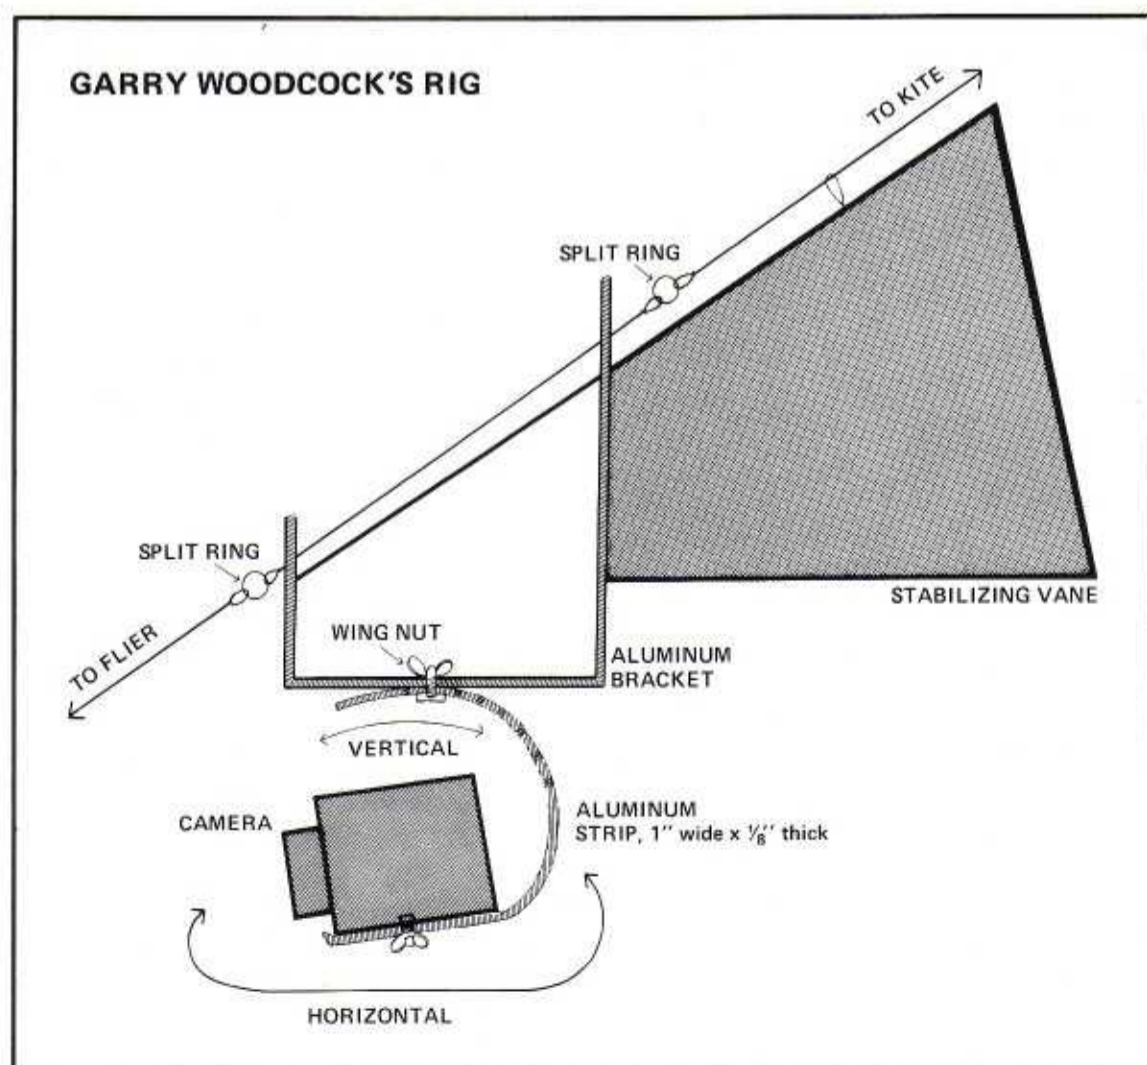 GARRY WOODCOCK'S RIG
TO KITE
SPLIT RING
SPLIT RING
STABILIZING VANE
TO FLIER
WING NUT
ALUMINUM
BRACKET
VERTICAL
CAMERA
ALUMINUM
STRIP, 1" wide x 1/8" thick
HORIZONTAL